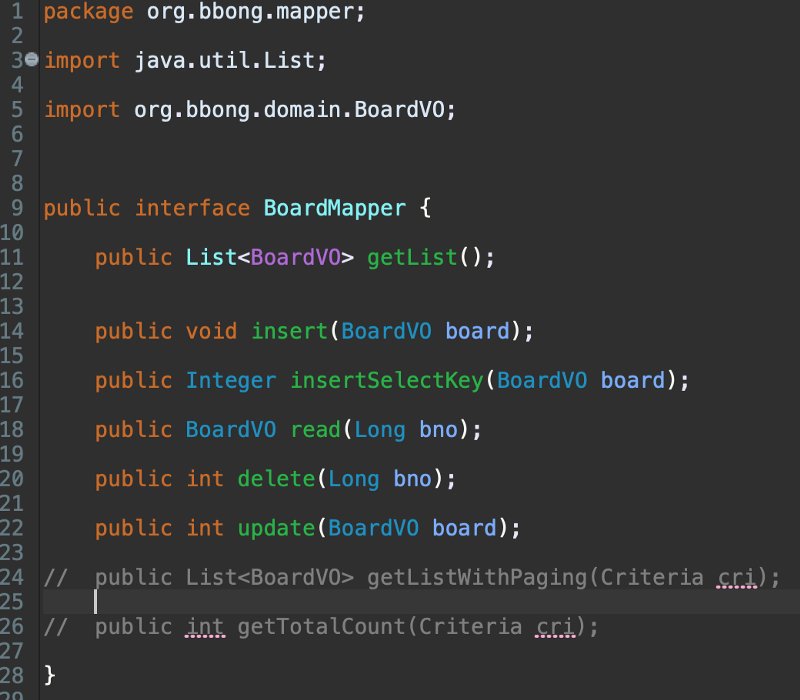 1 package org.bbong.mapper;
2
3 import java.util.List;
4
5 import org.bbong.domain.BoardVO;
6
7
8
9 public interface BoardMapper {
10
11     public List<BoardVO> getList();
12
13
14     public void insert(BoardVO board);
15
16     public Integer insertSelectKey(BoardVO board);
17
18     public BoardVO read(Long bno);
19
20     public int delete(Long bno);
21
22     public int update(BoardVO board);
23
24 //  public List<BoardVO> getListWithPaging(Criteria cri);
25
26 //  public int getTotalCount(Criteria cri);
27
28 }
29